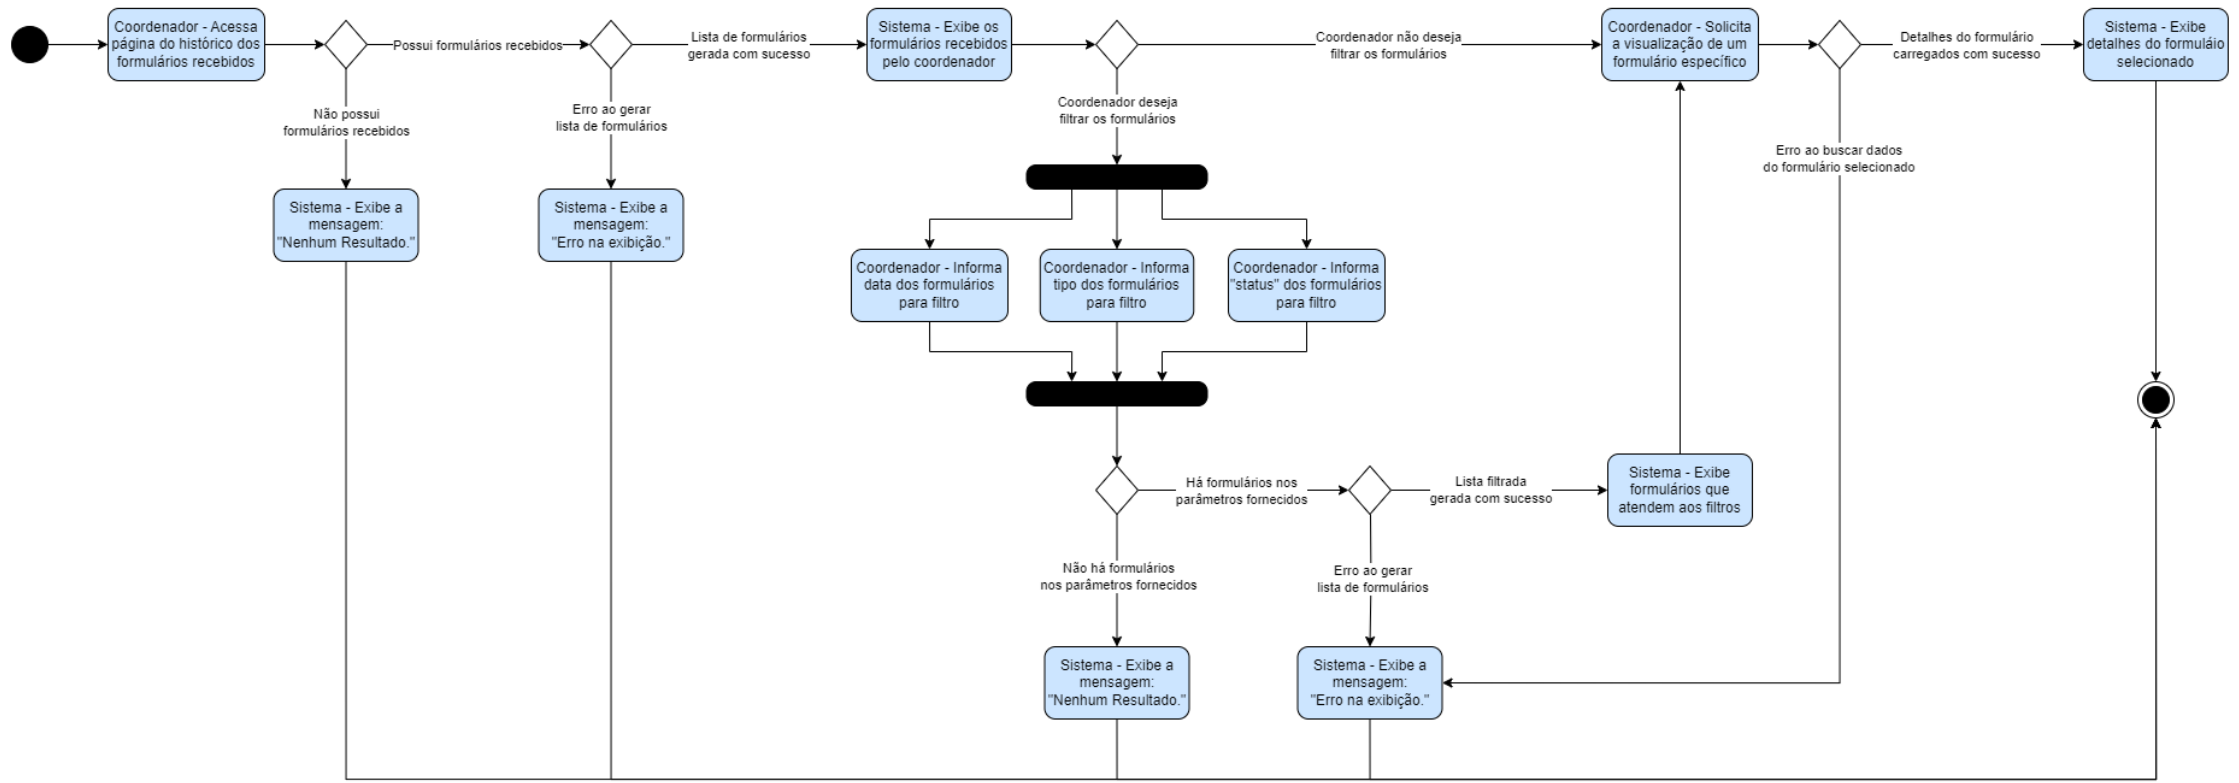 Coordenador - Acessa
página do histórico dos
formulários recebidos
Possui formulários recebidos
Lista de formulários
gerada com sucesso
Sistema - Exibe os
formulários recebidos
pelo coordenador
Coordenador não deseja
filtrar os formulários
Coordenador - Solicita
a visualização de um
formulário específico
Detalhes do formulário
carregados com sucesso
Sistema - Exibe
detalhes do formuláio
selecionado
Não possui
formulários recebidos
Erro ao gerar
lista de formulários
Coordenador deseja
filtrar os formulários
Erro ao buscar dados
do formulário selecionado
Sistema - Exibe a
mensagem:
"Nenhum Resultado."
Sistema - Exibe a
mensagem:
"Erro na exibição."
Coordenador - Informa
data dos formulários
para filtro
Coordenador - Informa
tipo dos formulários
para filtro
Coordenador - Informa
"status" dos formulários
para filtro
Há formulários nos
parâmetros fornecidos
Lista filtrada
gerada com sucesso
Sistema - Exibe
formulários que
atendem aos filtros
Não há formulários
nos parâmetros fornecidos
Erro ao gerar
lista de formulários
Sistema - Exibe a
mensagem:
"Nenhum Resultado."
Sistema - Exibe a
mensagem:
"Erro na exibição."